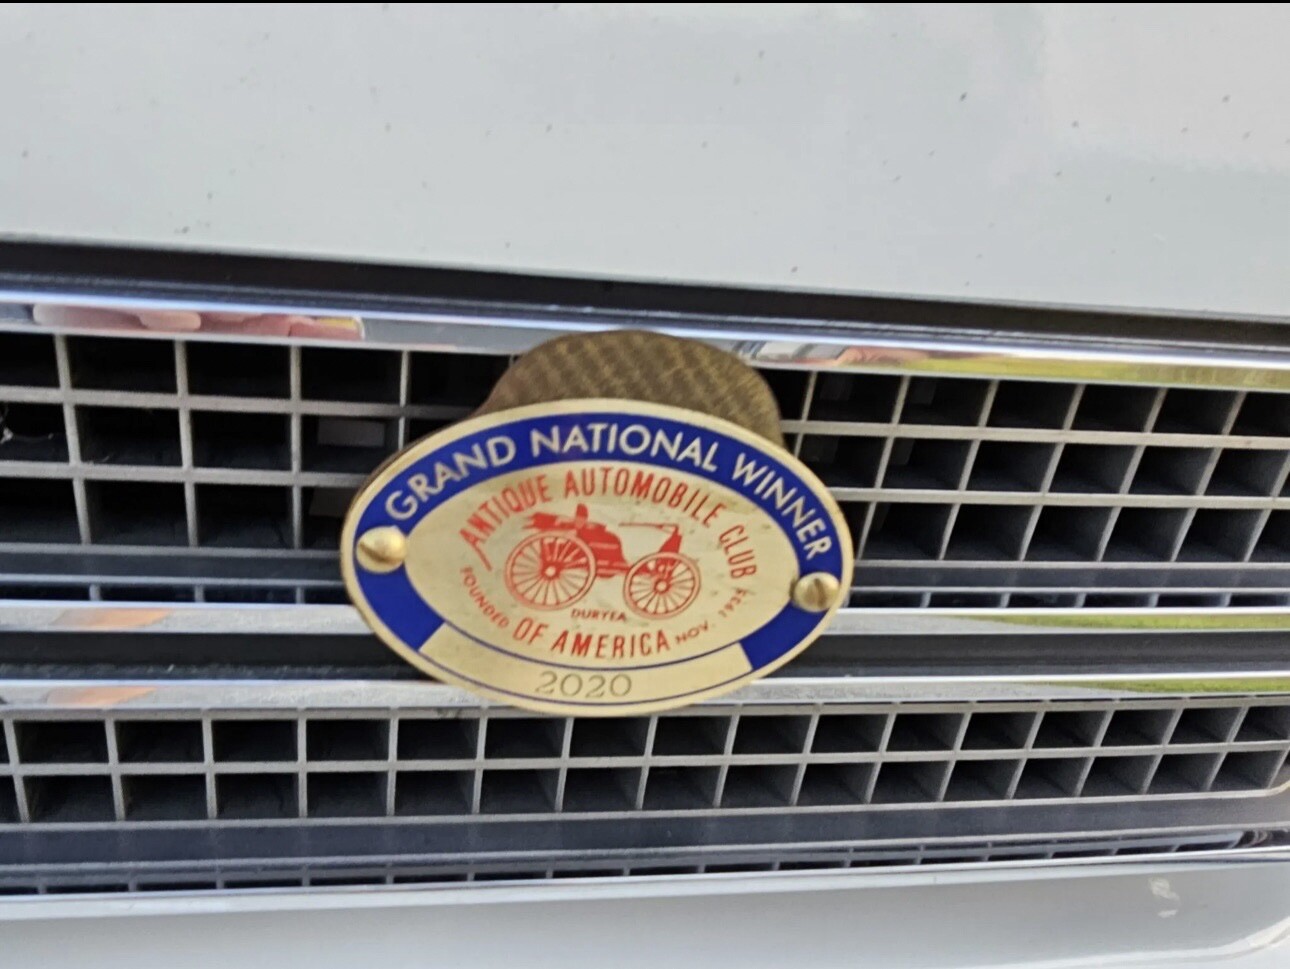 GRAND NATIONAL WINNER
ANTIQUE AUTOMOBILE CLUB
DURYEA
FOUNDED
OF AMERICA
NOV.
2020